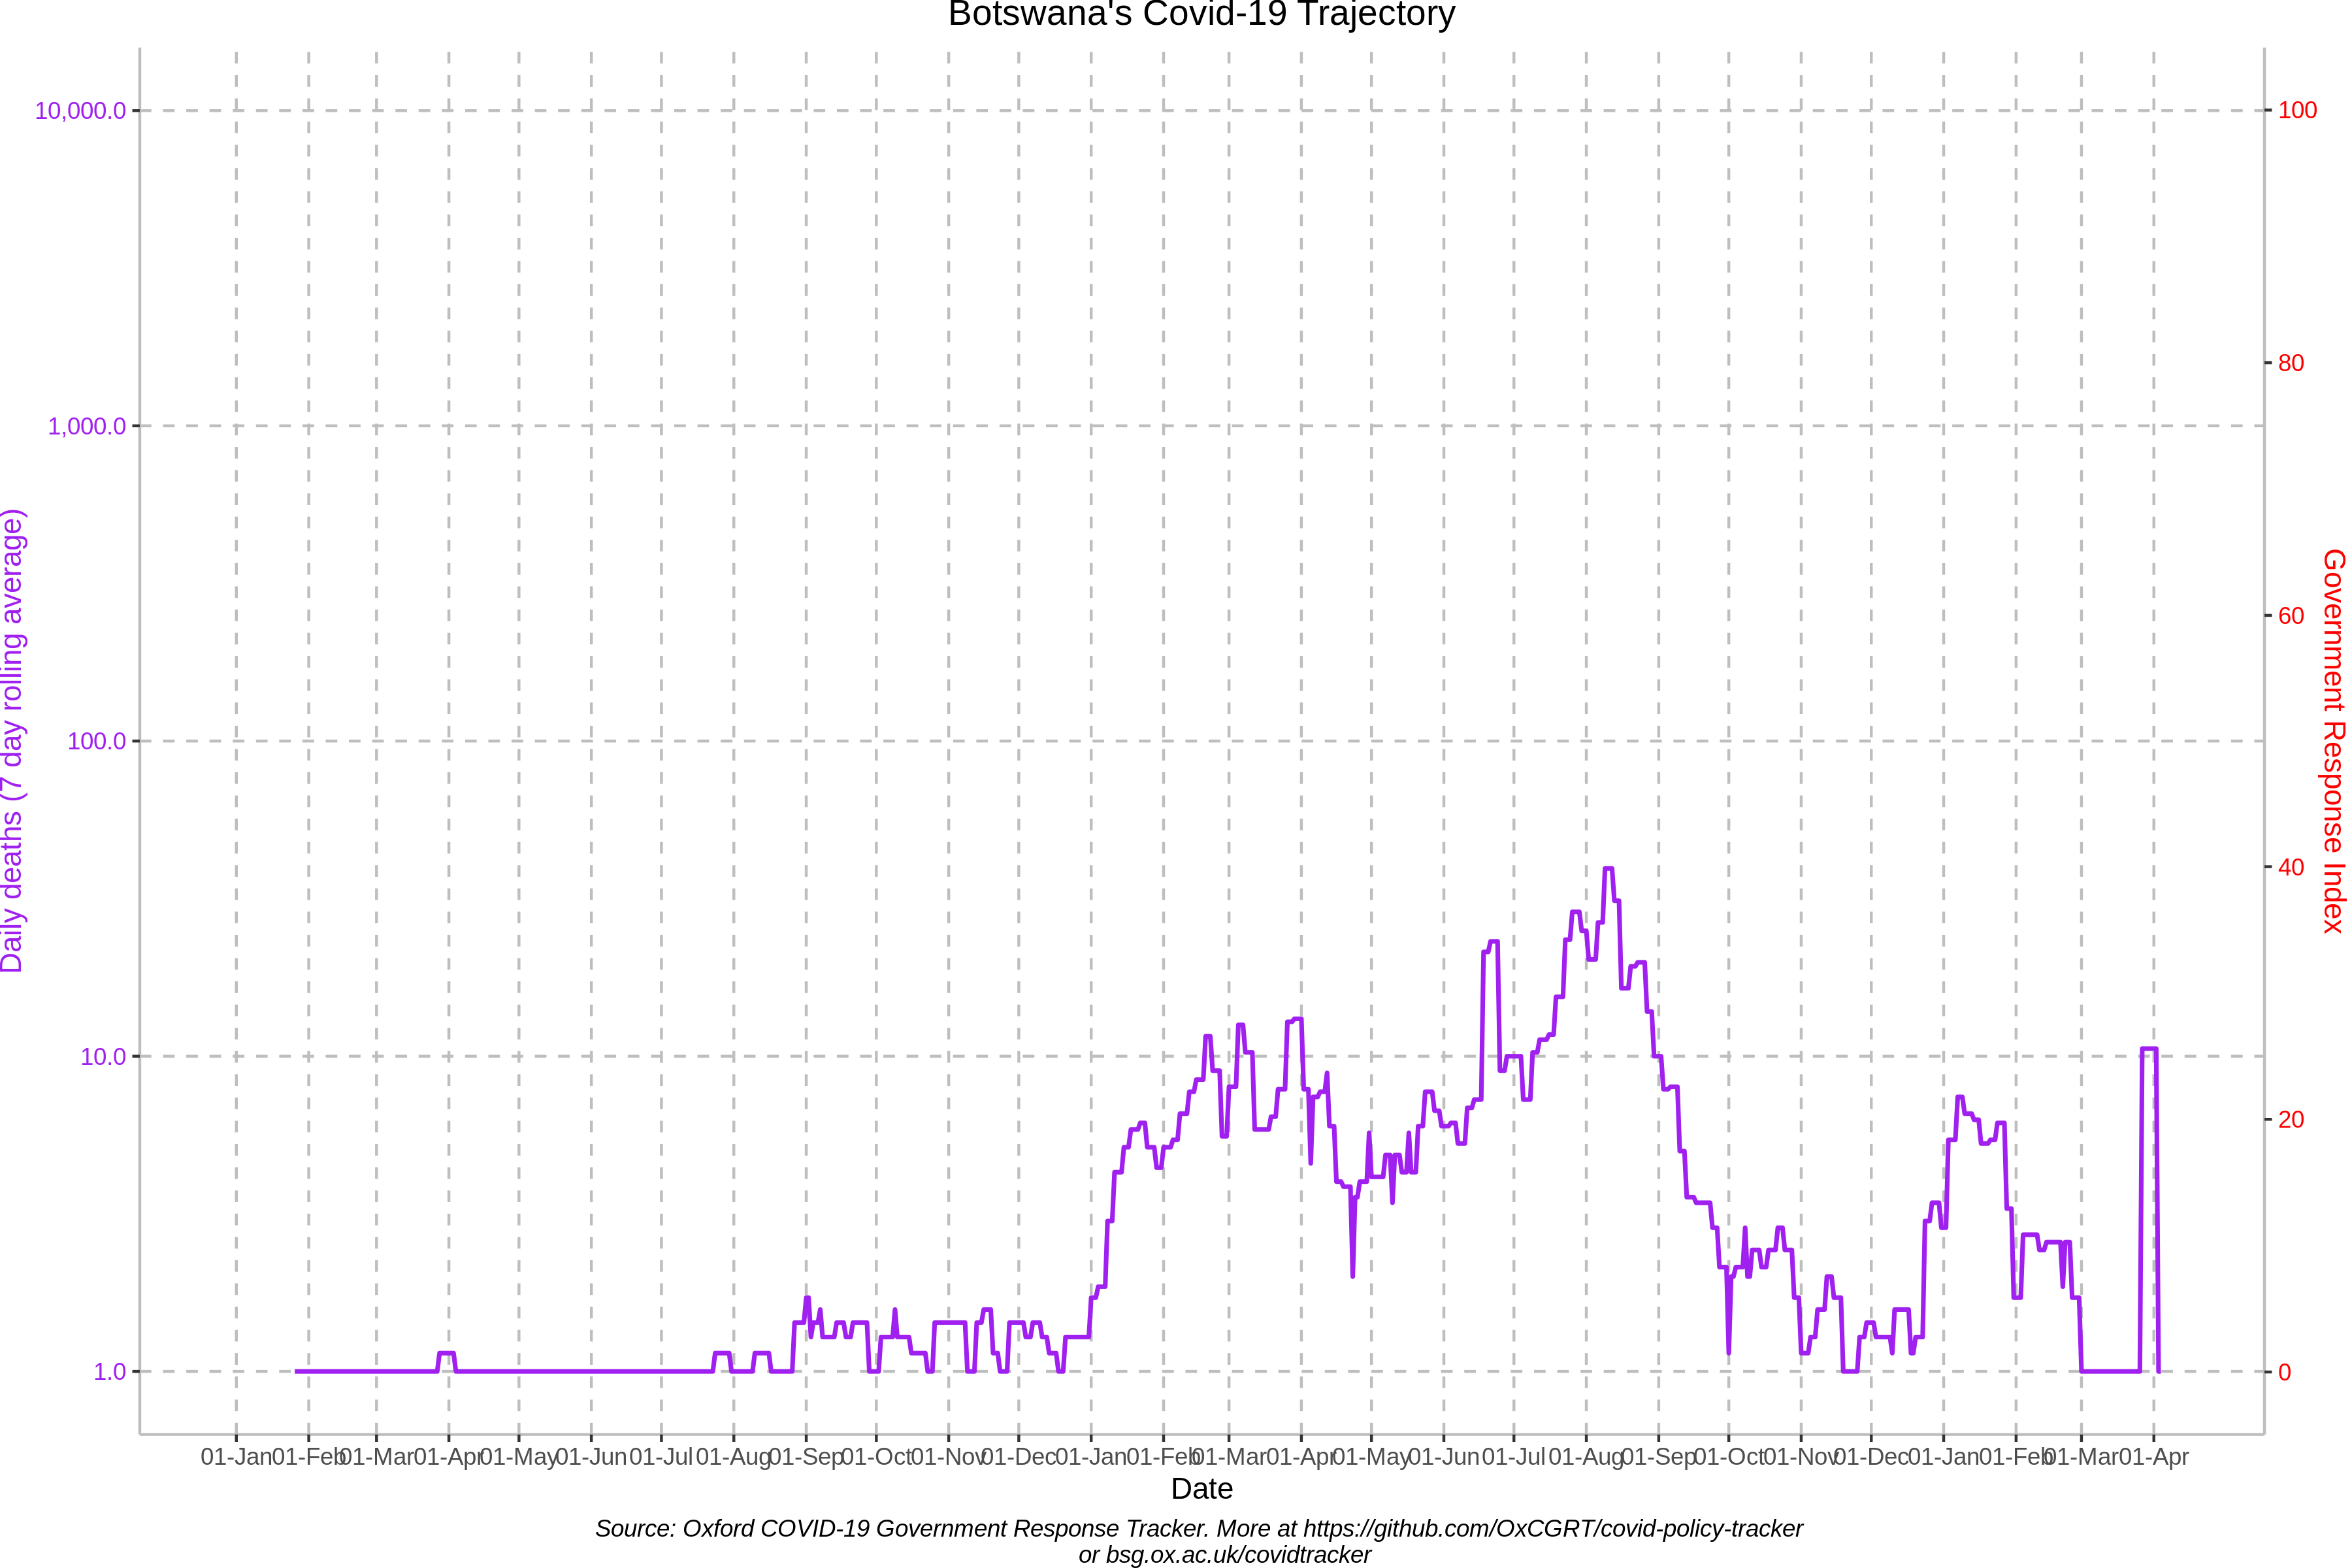 Botswana's Covid-19 Trajectory
10,000.0
1,000.0
100.0
10.0
1.0
Daily deaths (7 day rolling average)
100
80
60
40
20
0
Government Response Index
01-Jan 01-Feb 01-Mar 01-Apr 01-May 01-Jun 01-Jul 01-Aug 01-Sep 01-Oct 01-Nov 01-Dec 01-Jan 01-Feb 01-Mar 01-Apr 01-May 01-Jun 01-Jul 01-Aug 01-Sep 01-Oct 01-Nov 01-Dec 01-Jan 01-Feb 01-Mar 01-Apr
Date
Source: Oxford COVID-19 Government Response Tracker. More at https://github.com/OxCGRT/covid-policy-tracker
or bsg.ox.ac.uk/covidtracker